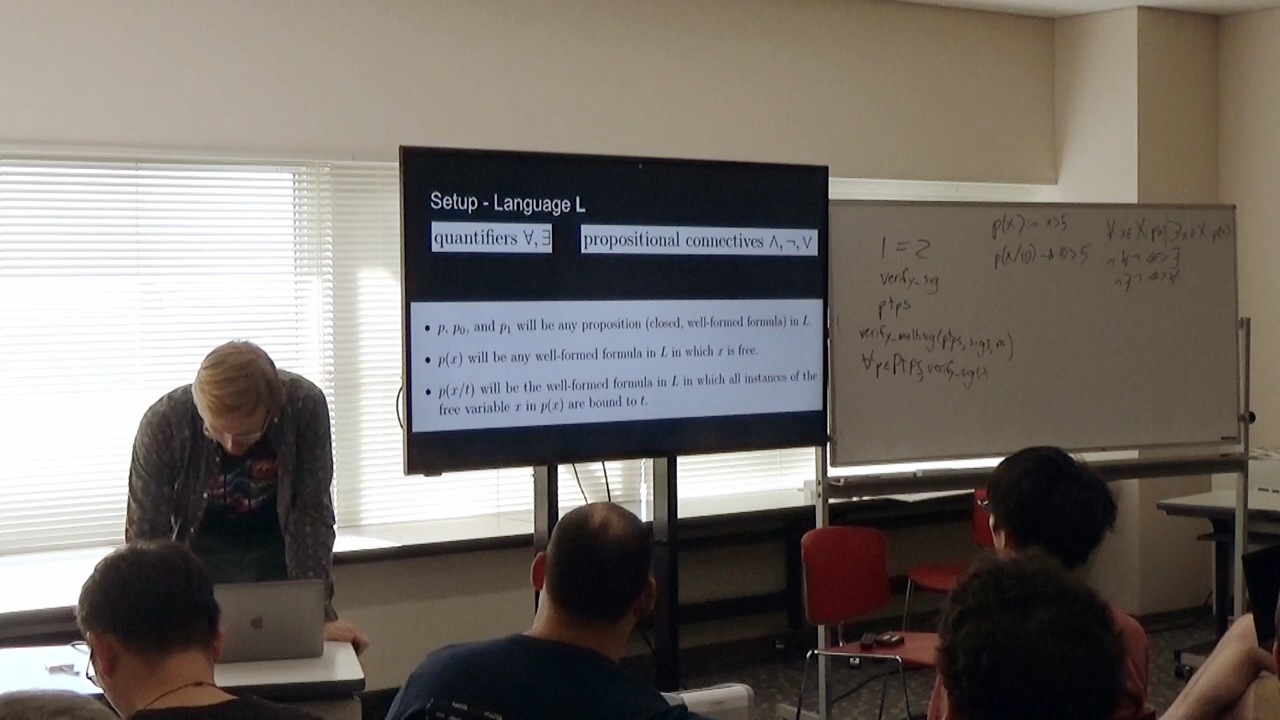 Setup - Language L
quantifiers ∀, ∃
propositional connectives ∧, ¬, ∨
• p, p₀, and p₁ will be any proposition (closed, well-formed formula) in L.
• p(x) will be any well-formed formula in L in which x is free.
• p(x/t) will be the well-formed formula in L in which all instances of the
free variable x in p(x) are bound to t.
1 = 2
verify_sig
ptps
verify_multisig(ptps, sigs, m)
∀p∈ptps, verify_sig(
p(x) := x>5
p(x/10) → 10>5
∀x∈X p(x) ∃x∈X p(x)
¬∀¬ <=> ∃
¬∃¬ <=> ∀